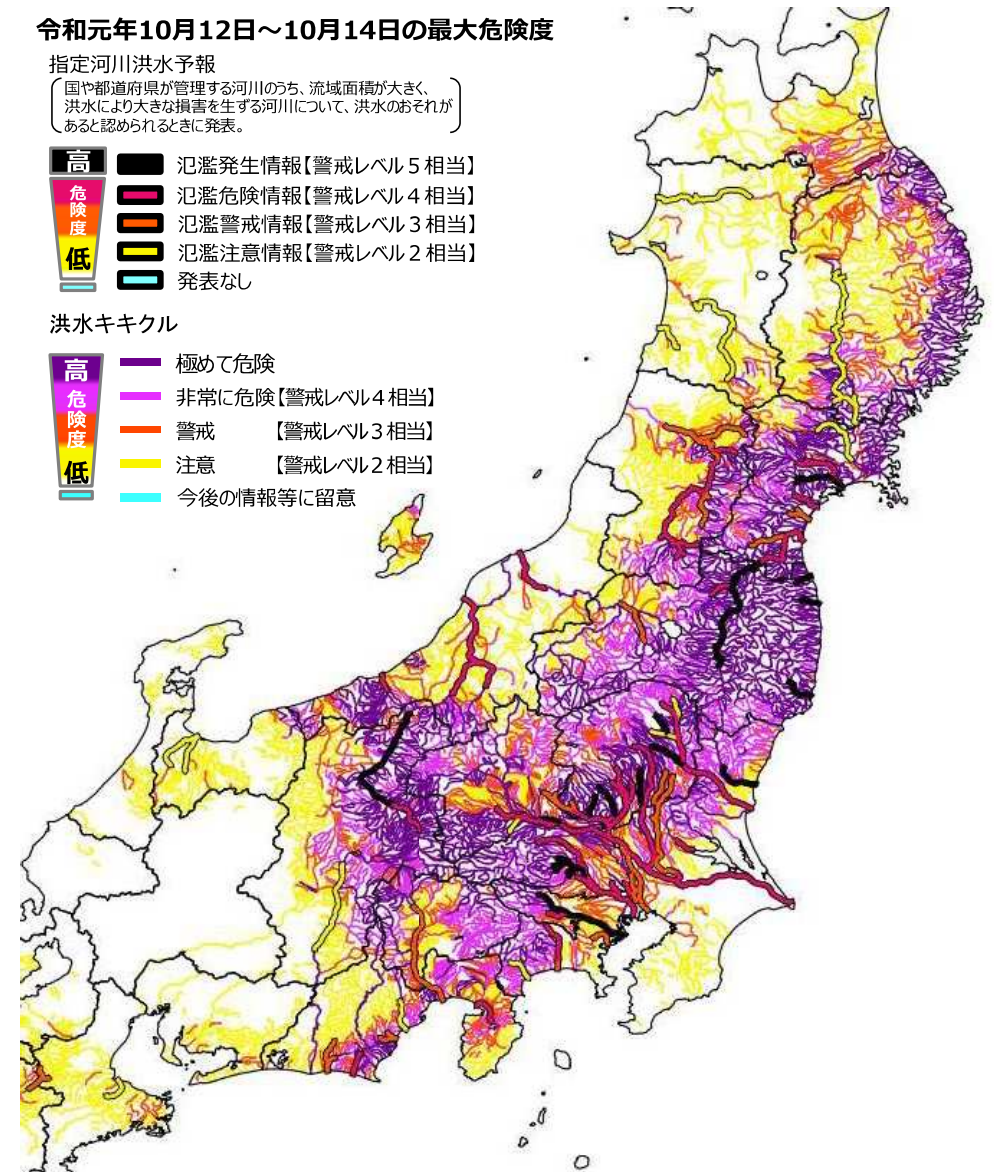 令和元年10月12日～10月14日の最大危険度
指定河川洪水予報
国や都道府県が管理する河川のうち、流域面積が大きく、
洪水により大きな損害を生ずる河川について、洪水のおそれが
あると認められるときに発表。
高
危険度
低
氾濫発生情報【警戒レベル５相当】
氾濫危険情報【警戒レベル４相当】
氾濫警戒情報【警戒レベル３相当】
氾濫注意情報【警戒レベル２相当】
発表なし
洪水キキクル
高
危険度
低
極めて危険
非常に危険【警戒レベル４相当】
警戒　　　【警戒レベル３相当】
注意　　　【警戒レベル２相当】
今後の情報等に留意